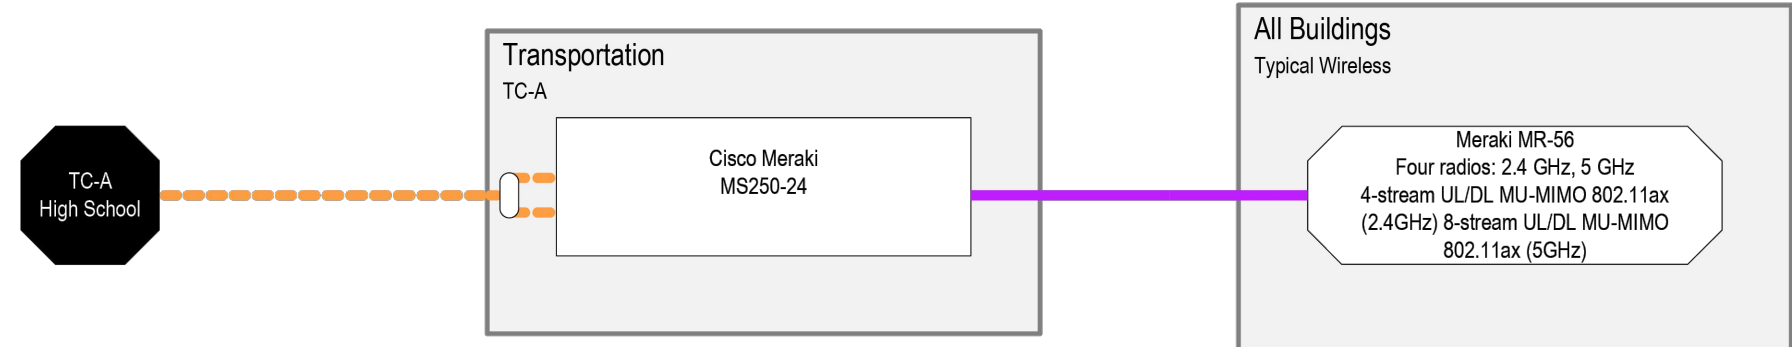 TC-A
High School
Transportation
TC-A
Cisco Meraki
MS250-24
All Buildings
Typical Wireless
Meraki MR-56
Four radios: 2.4 GHz, 5 GHz
4-stream UL/DL MU-MIMO 802.11ax
(2.4GHz) 8-stream UL/DL MU-MIMO
802.11ax (5GHz)